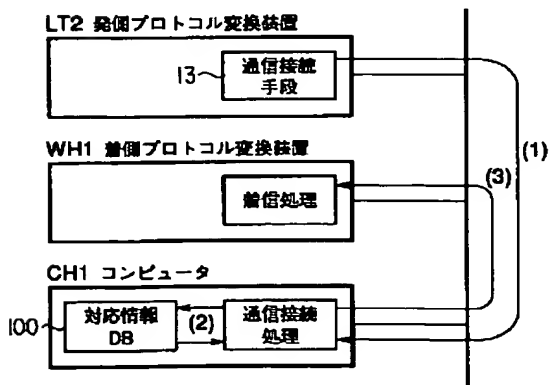 LT2 発側プロトコル変換装置
13
通信接続
手段
(1)
WH1 着側プロトコル変換装置
着信処理
(3)
CH1 コンピュータ
100
対応情報
DB
(2)
通信接続
処理